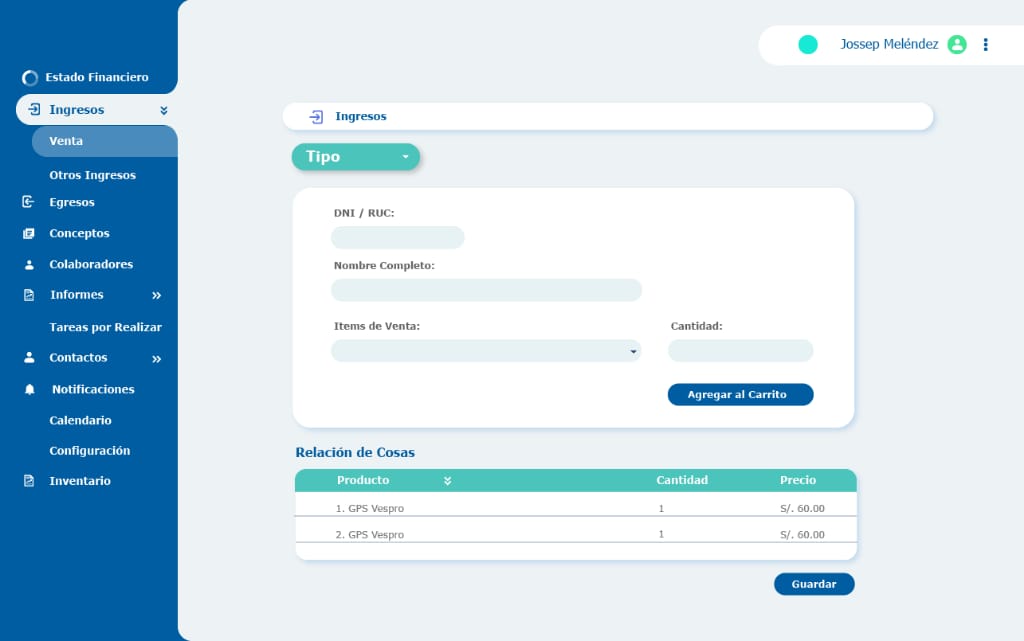 Jossep Meléndez
Estado Financiero
Ingresos
Venta
Otros Ingresos
Egresos
Conceptos
Colaboradores
Informes
Tareas por Realizar
Contactos
Notificaciones
Calendario
Configuración
Inventario
Ingresos
Tipo
DNI / RUC:
Nombre Completo:
Items de Venta: Cantidad:
Agregar al Carrito
Relación de Cosas
Producto Cantidad Precio
1. GPS Vespro 1 S/. 60.00
2. GPS Vespro 1 S/. 60.00
Guardar